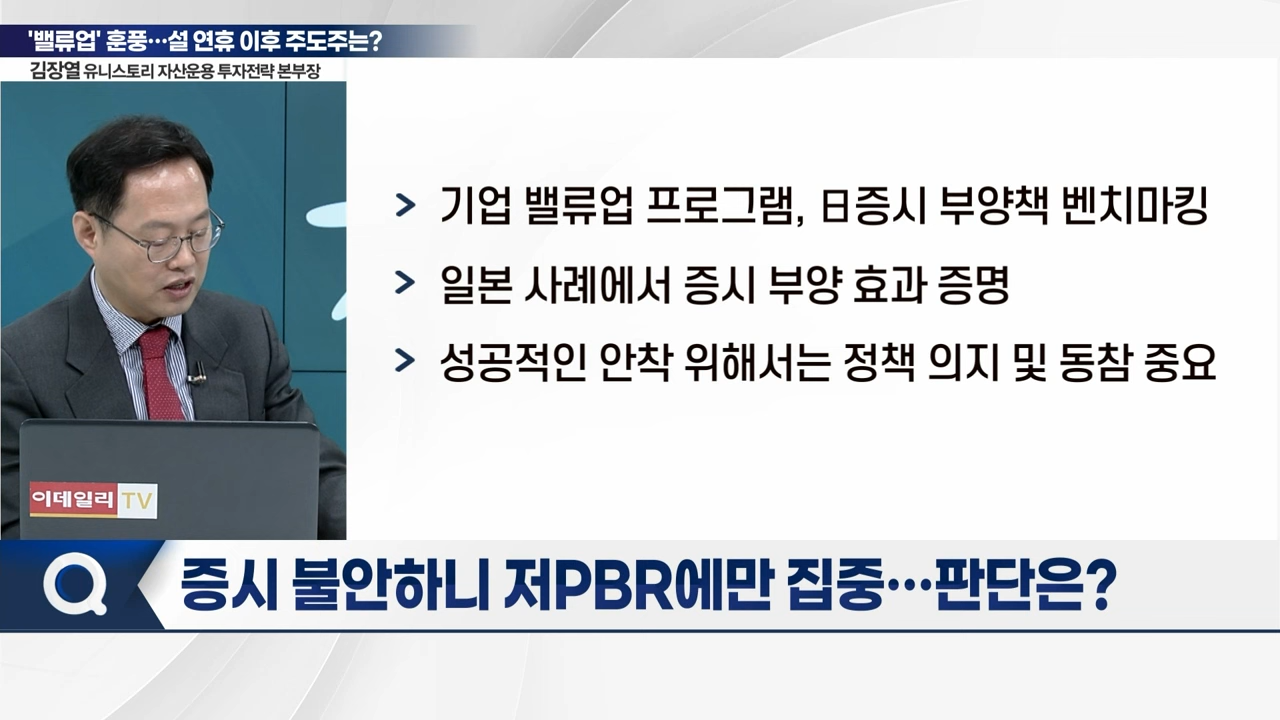 '밸류업' 훈풍…설 연휴 이후 주도주는?
김장열 유니스토리 자산운용 투자전략 본부장
> 기업 밸류업 프로그램, 日증시 부양책 벤치마킹
> 일본 사례에서 증시 부양 효과 증명
> 성공적인 안착 위해서는 정책 의지 및 동참 중요
이데일리 TV
Q 증시 불안하니 저PBR에만 집중…판단은?